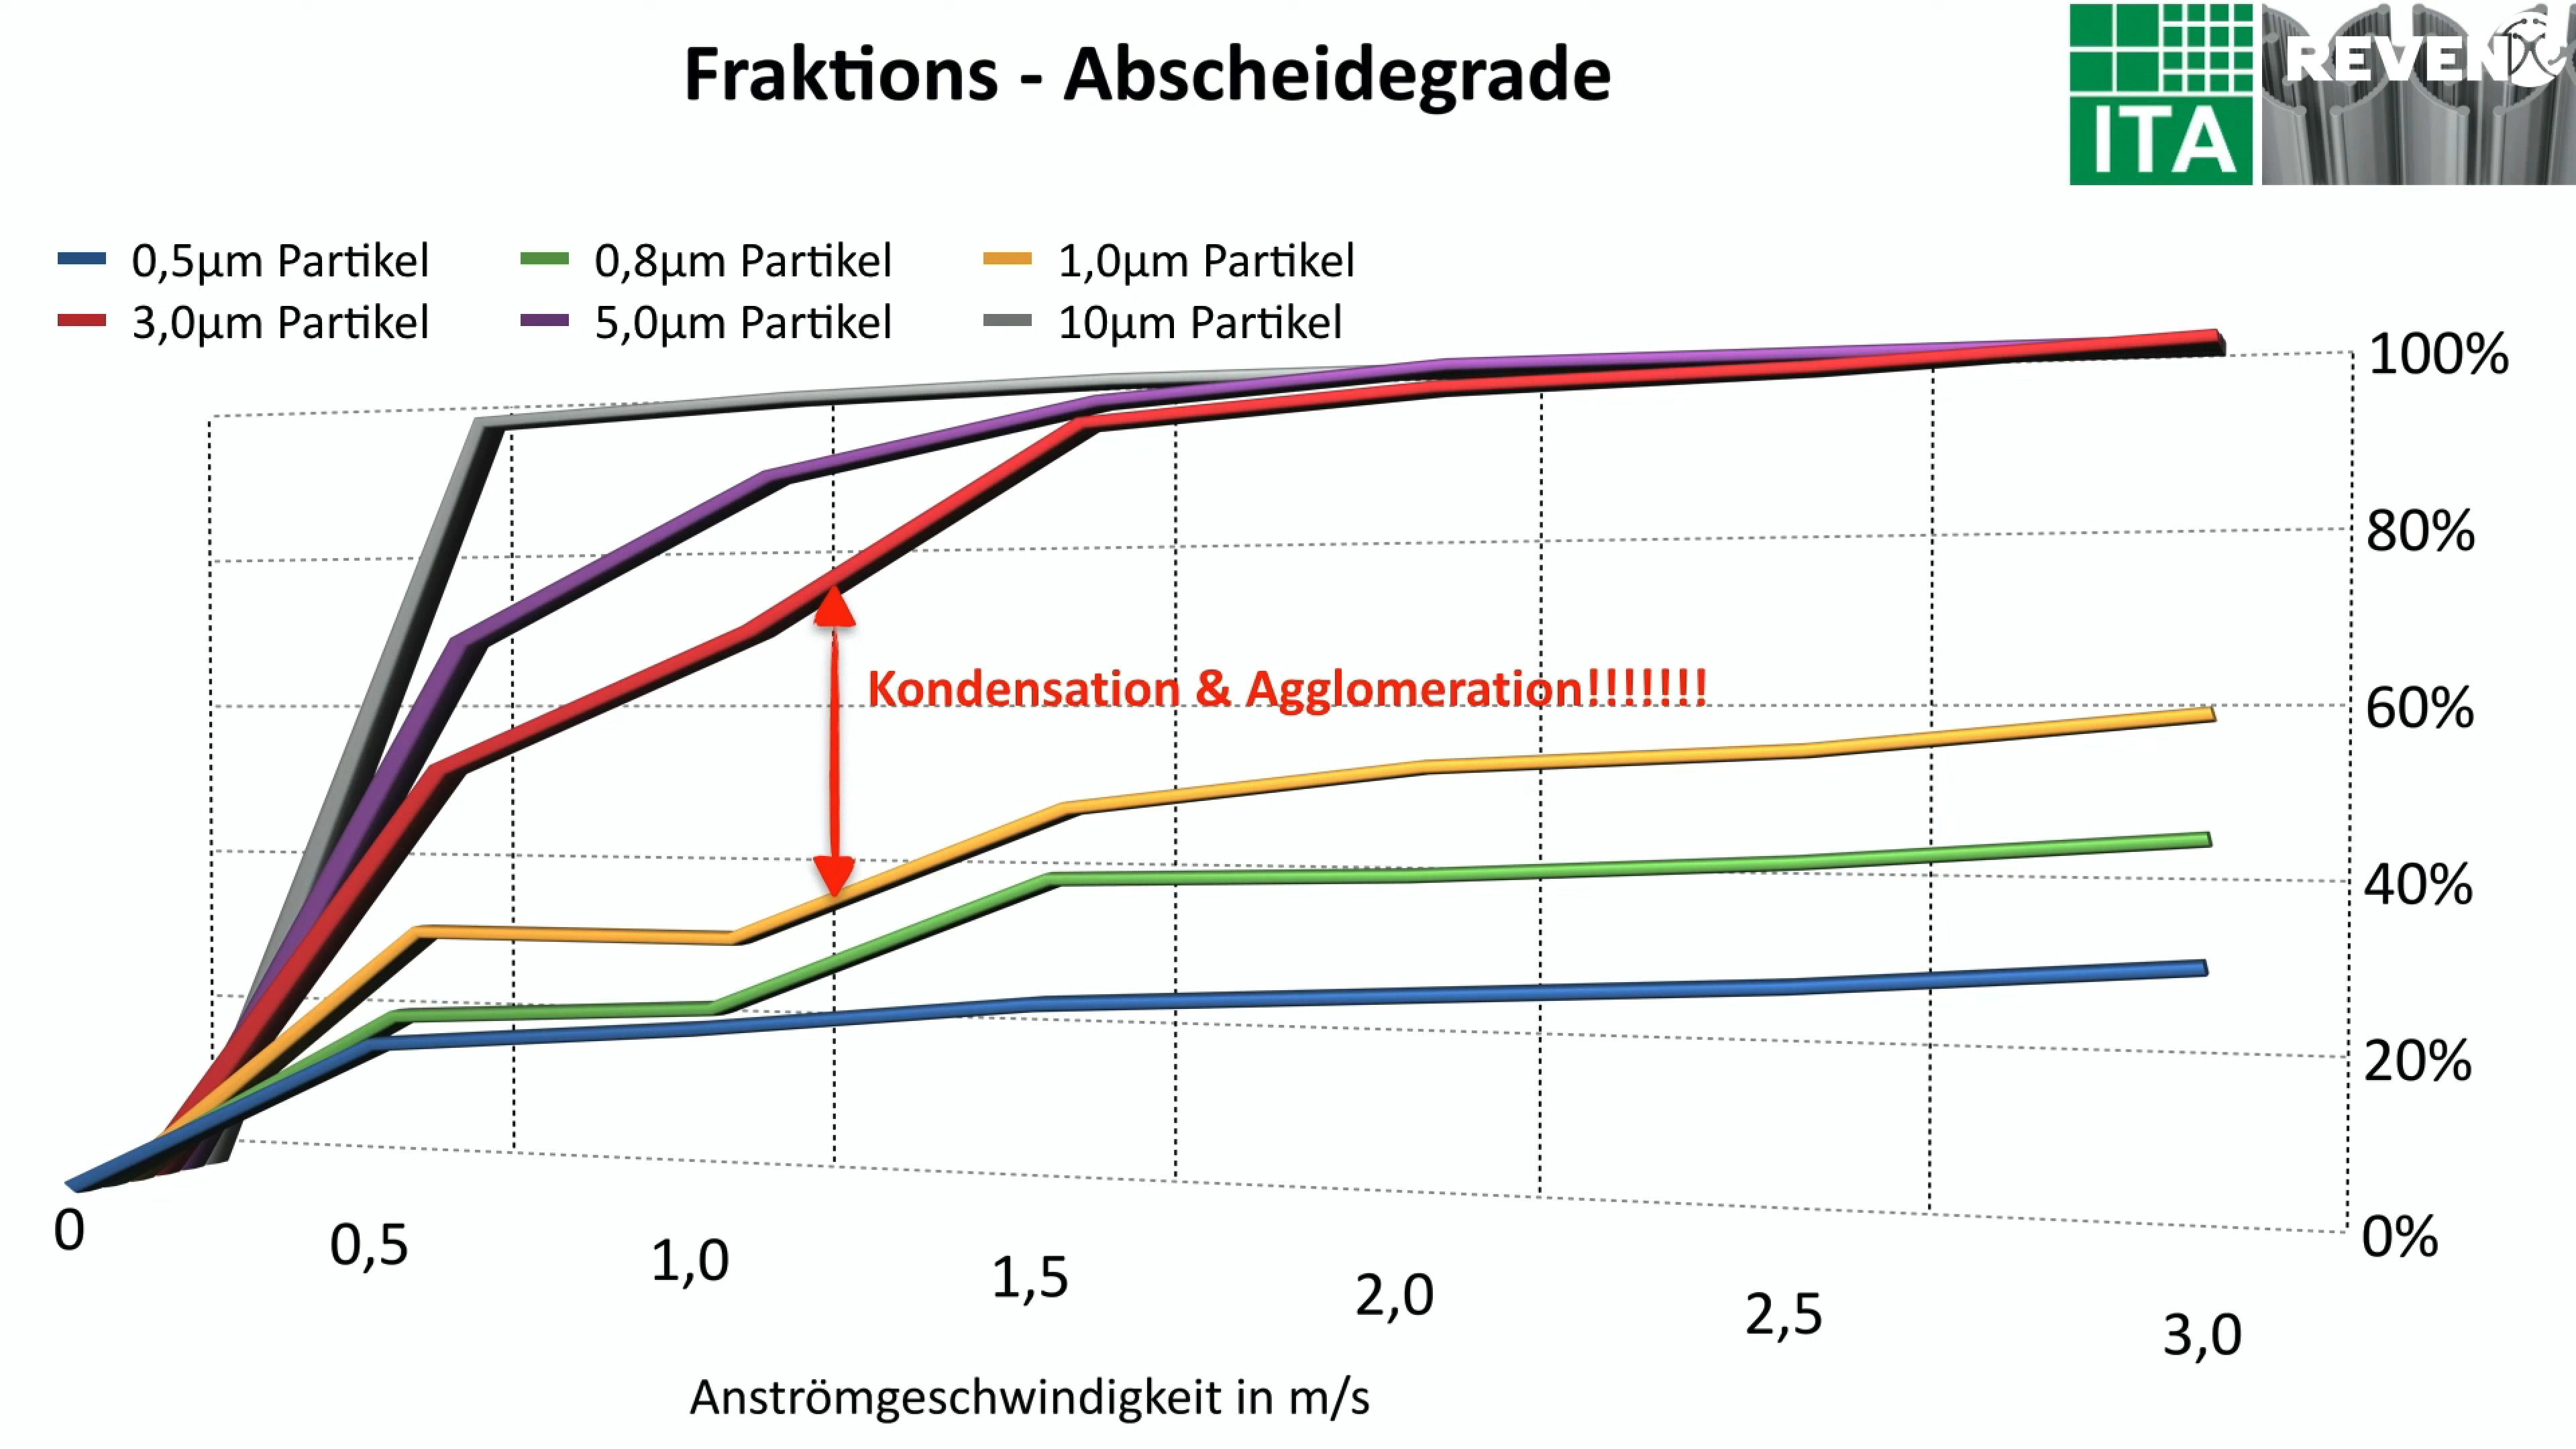 Fraktions - Abscheidegrade
ITA
REVEN
0,5µm Partikel
0,8µm Partikel
1,0µm Partikel
3,0µm Partikel
5,0µm Partikel
10µm Partikel
100%
80%
Kondensation & Agglomeration!!!!!!!
60%
40%
20%
0%
0
0,5
1,0
1,5
2,0
2,5
3,0
Anströmgeschwindigkeit in m/s